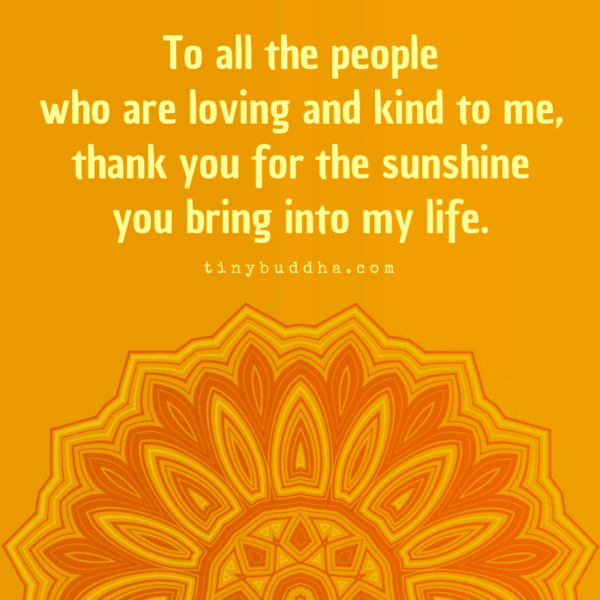 To all the people
who are loving and kind to me,
thank you for the sunshine
you bring into my life.
tinybuddha.com